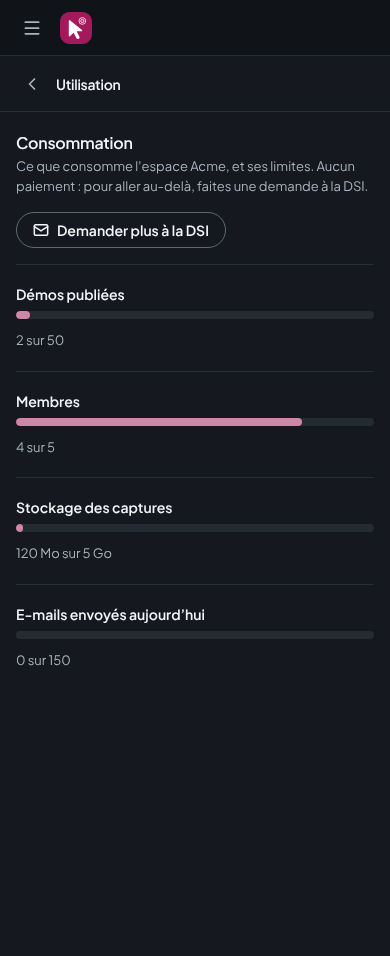 Utilisation
Consommation
Ce que consomme l'espace Acme, et ses limites. Aucun
paiement : pour aller au-delà, faites une demande à la DSI.
Demander plus à la DSI
Démos publiées
2 sur 50
Membres
4 sur 5
Stockage des captures
120 Mo sur 5 Go
E-mails envoyés aujourd’hui
0 sur 150